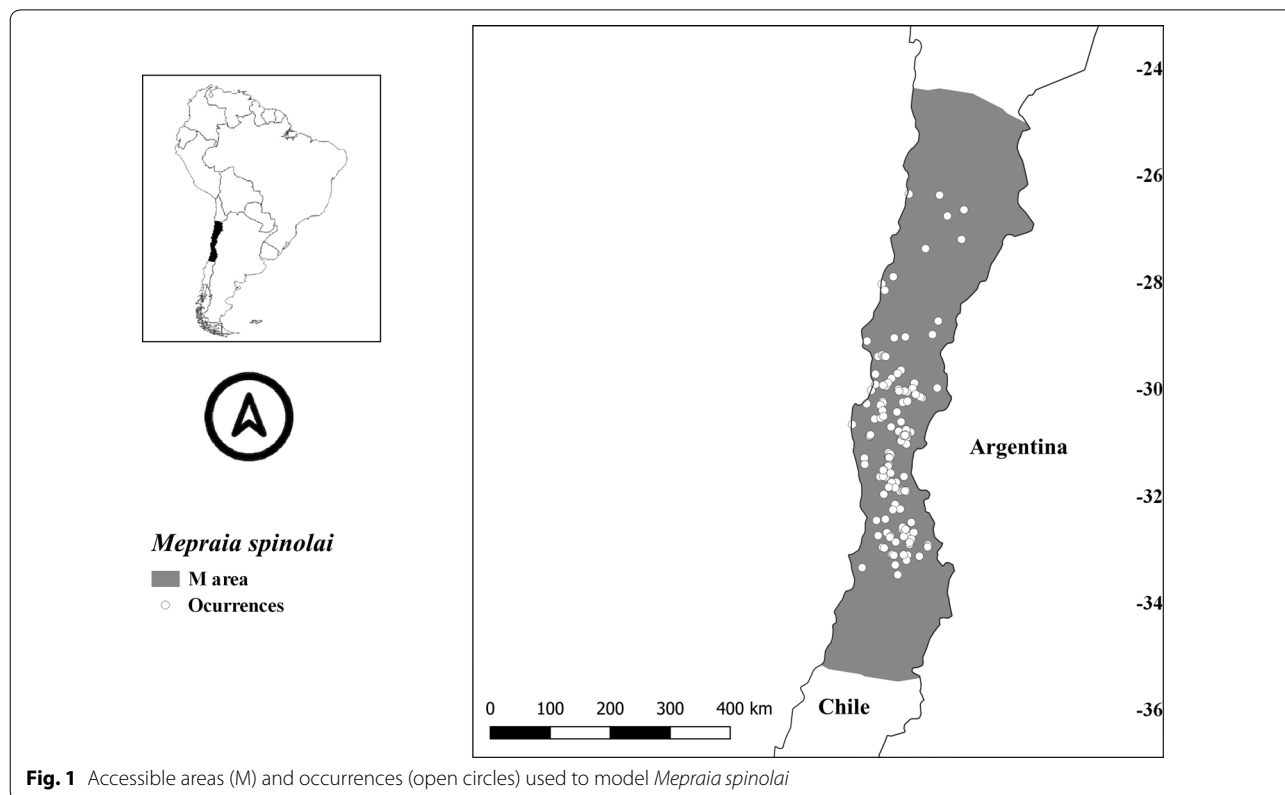 -24
-26
-28
-30
Argentina
-32
-34
-36
Chile
0 100 200 300 400 km
Mepraia spinolai
M area
Ocurrences
Fig. 1 Accessible areas (M) and occurrences (open circles) used to model Mepraia spinolai